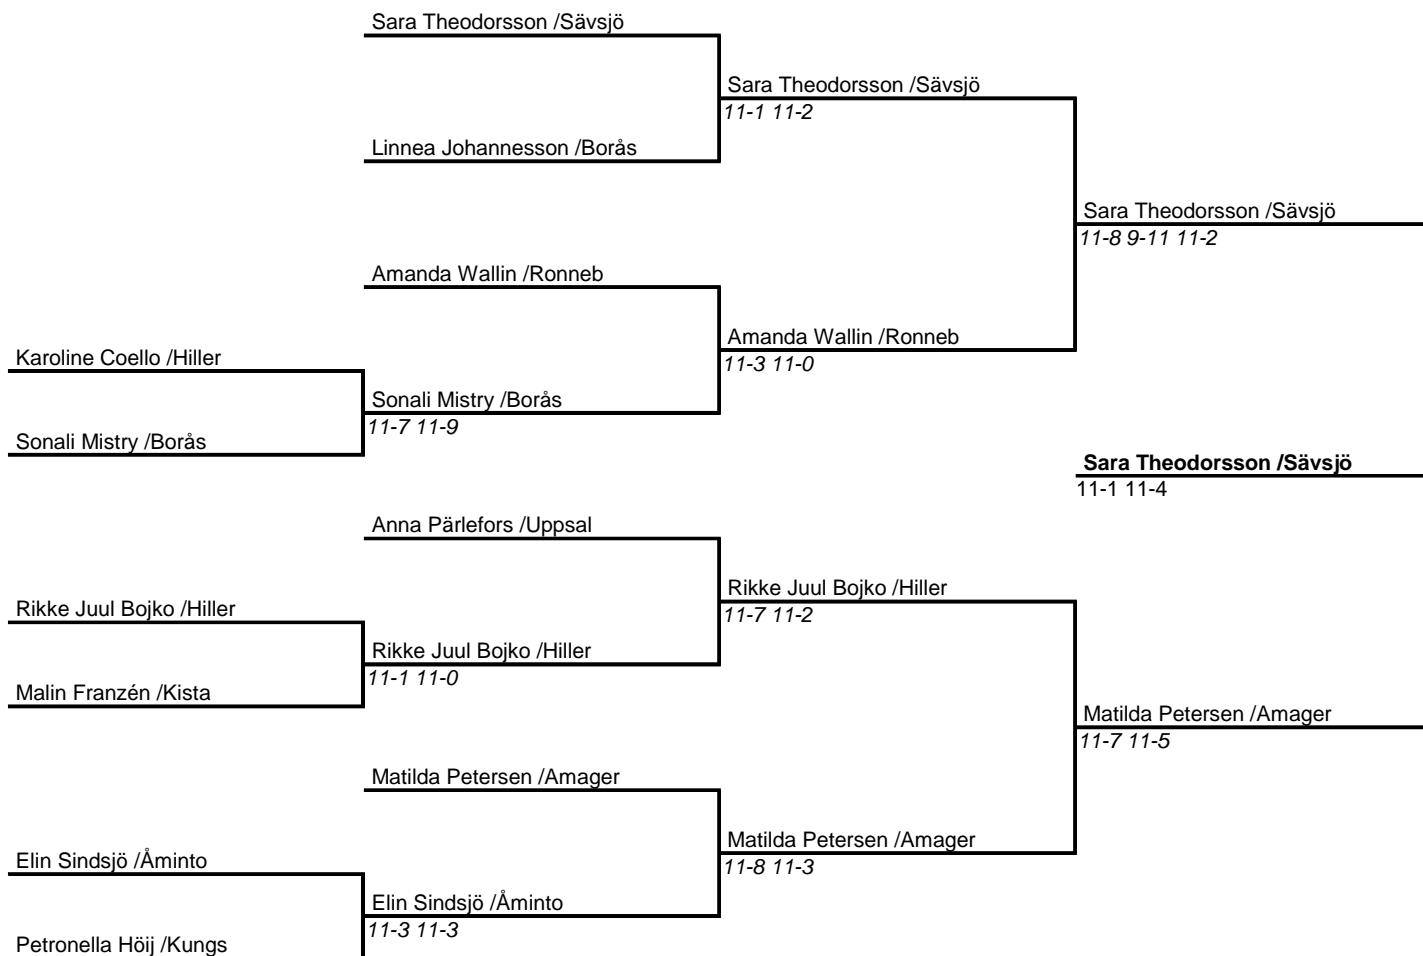 Sara Theodorsson /Sävsjö
Sara Theodorsson /Sävsjö
11-1 11-2
Linnea Johannesson /Borås
Sara Theodorsson /Sävsjö
11-8 9-11 11-2
Amanda Wallin /Ronneb
Amanda Wallin /Ronneb
11-3 11-0
Karoline Coello /Hiller
Sonali Mistry /Borås
11-7 11-9
Sonali Mistry /Borås
Sara Theodorsson /Sävsjö
11-1 11-4
Anna Pärlefors /Uppsal
Rikke Juul Bojko /Hiller
11-7 11-2
Rikke Juul Bojko /Hiller
Rikke Juul Bojko /Hiller
11-1 11-0
Malin Franzén /Kista
Matilda Petersen /Amager
11-7 11-5
Matilda Petersen /Amager
Matilda Petersen /Amager
11-8 11-3
Elin Sindsjö /Åminto
Elin Sindsjö /Åminto
11-3 11-3
Petronella Höij /Kungs